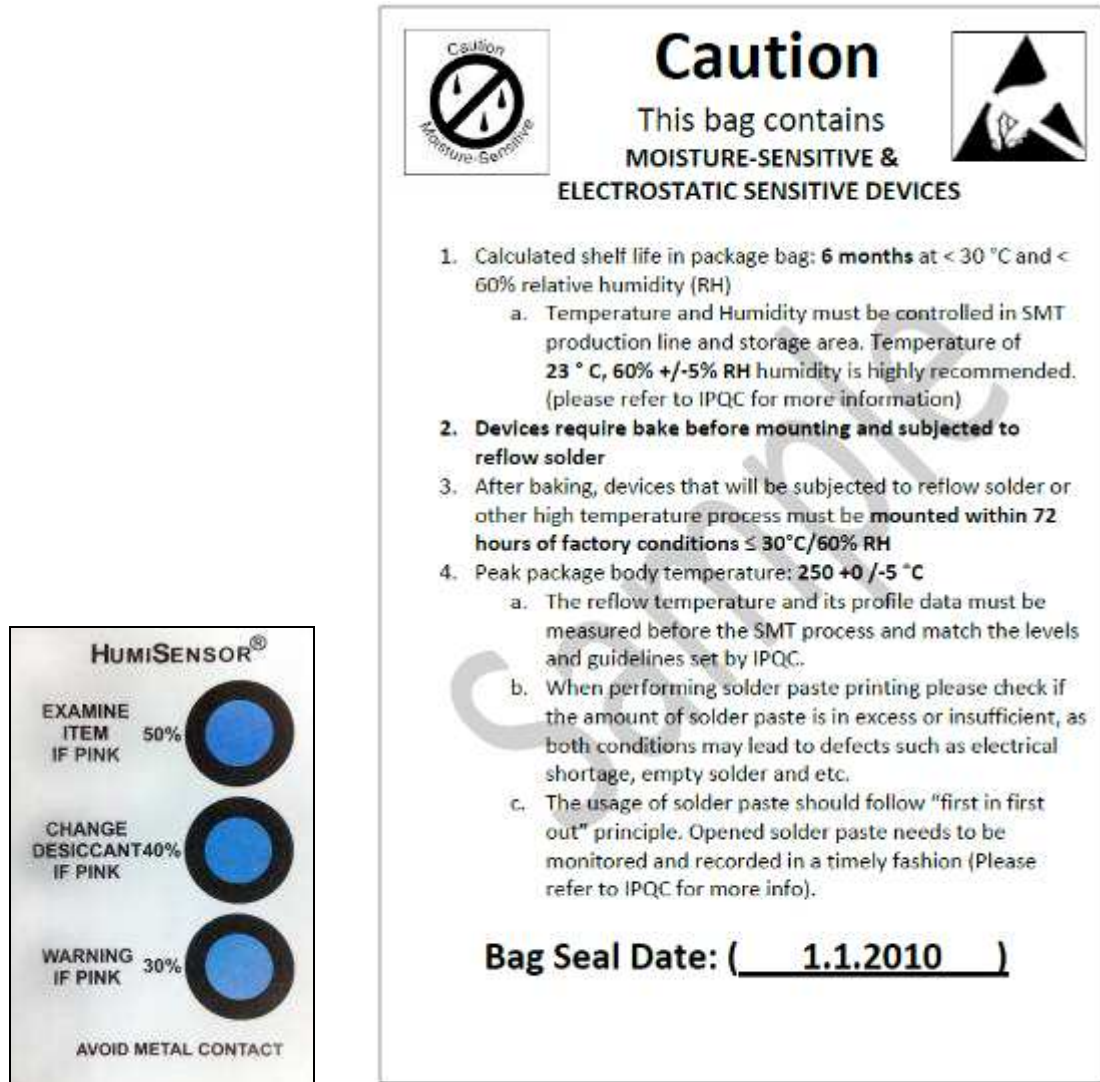 Caution
Moisture-Sensitive
Caution
This bag contains
MOISTURE-SENSITIVE &
ELECTROSTATIC SENSITIVE DEVICES
1. Calculated shelf life in package bag: 6 months at < 30 °C and <
60% relative humidity (RH)
a. Temperature and Humidity must be controlled in SMT
production line and storage area. Temperature of
23 ° C, 60% +/-5% RH humidity is highly recommended.
(please refer to IPQC for more information)
2. Devices require bake before mounting and subjected to
reflow solder
3. After baking, devices that will be subjected to reflow solder or
other high temperature process must be mounted within 72
hours of factory conditions ≤ 30°C/60% RH
4. Peak package body temperature: 250 +0 /-5 °C
a. The reflow temperature and its profile data must be
measured before the SMT process and match the levels
and guidelines set by IPQC.
b. When performing solder paste printing please check if
the amount of solder paste is in excess or insufficient, as
both conditions may lead to defects such as electrical
shortage, empty solder and etc.
c. The usage of solder paste should follow “first in first
out” principle. Opened solder paste needs to be
monitored and recorded in a timely fashion (Please
refer to IPQC for more info).
Bag Seal Date: ( 1.1.2010 )
Sample
HUMISENSOR®
EXAMINE
ITEM 50%
IF PINK
CHANGE
DESICCANT 40%
IF PINK
WARNING 30%
IF PINK
AVOID METAL CONTACT